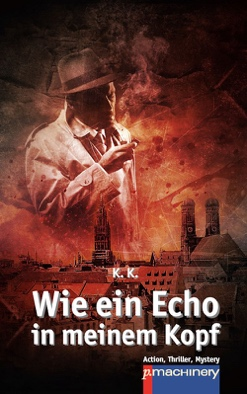 K. K.
Wie ein Echo
in meinem Kopf
Action, Thriller, Mystery
p.machinery